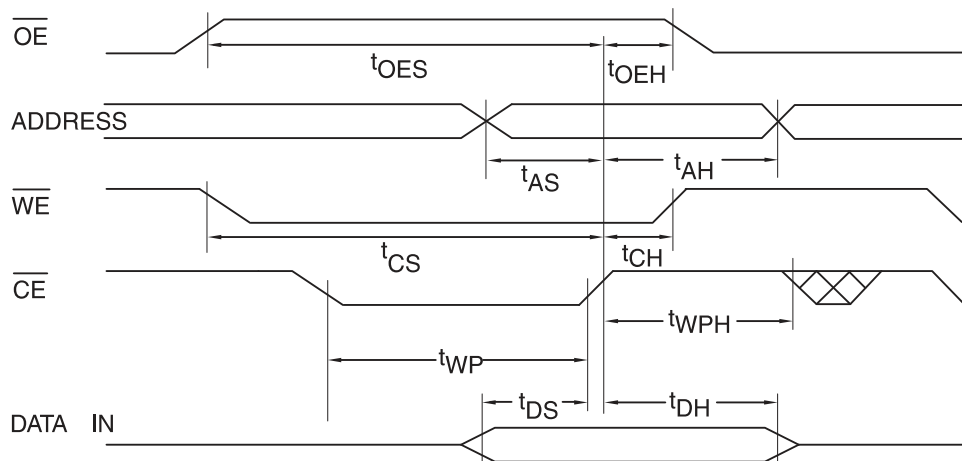 OE
tOES
tOEH
ADDRESS
tAS
tAH
WE
tCS
tCH
CE
tWPH
tWP
tDS
tDH
DATA IN